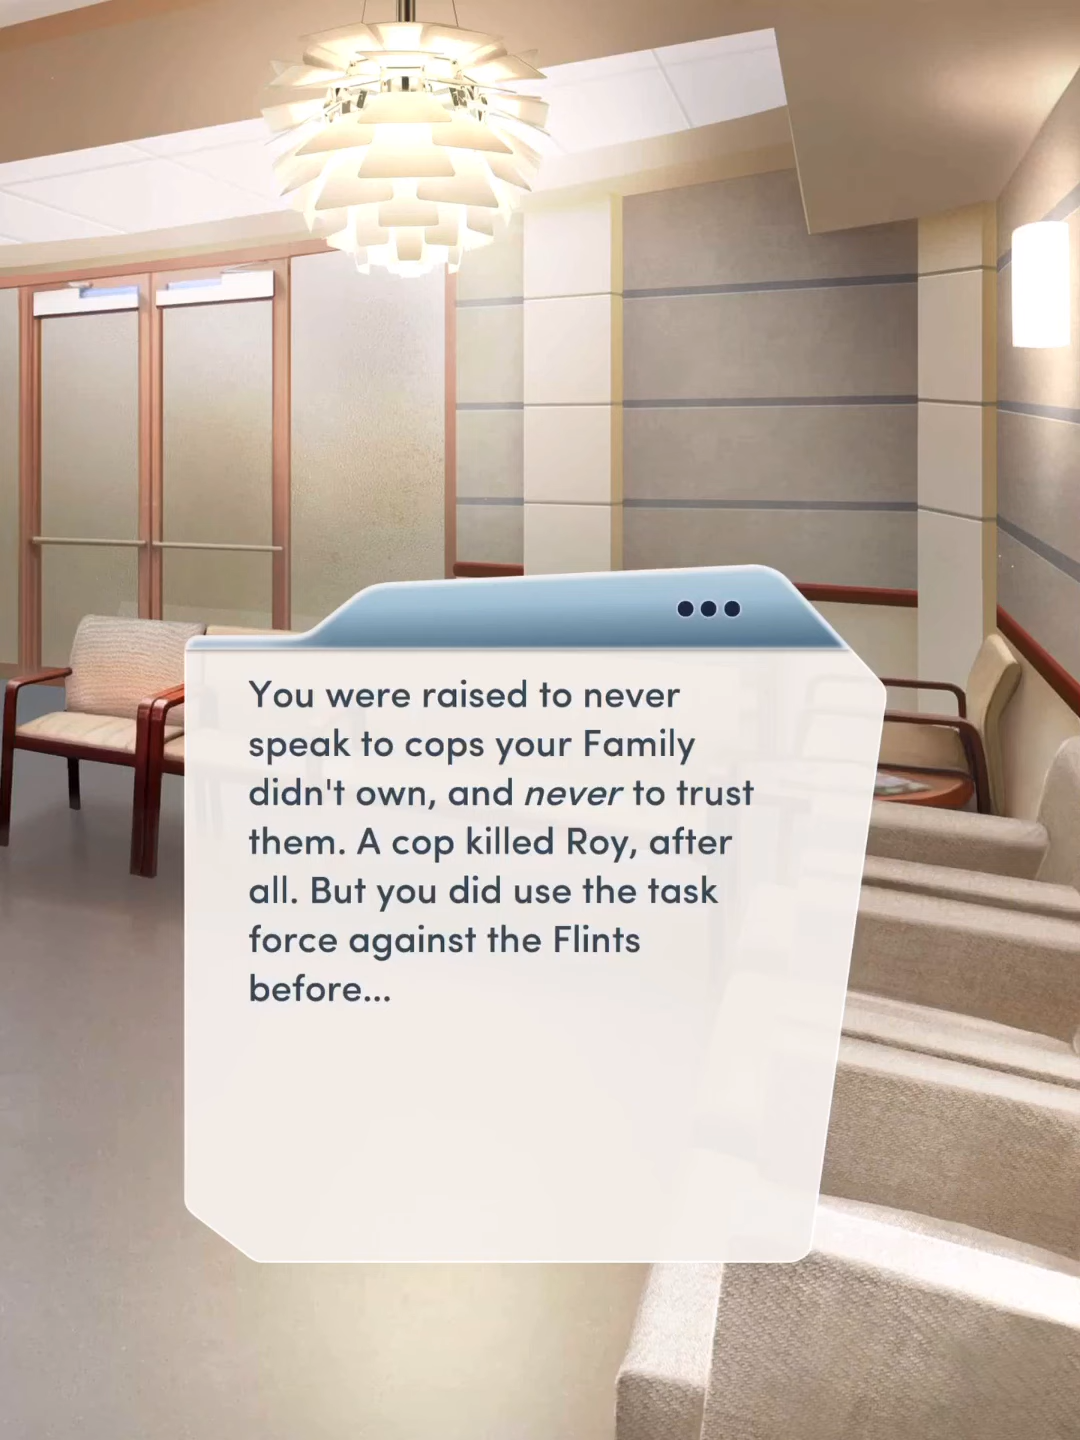 You were raised to never
speak to cops your Family
didn't own, and never to trust
them. A cop killed Roy, after
all. But you did use the task
force against the Flints
before...